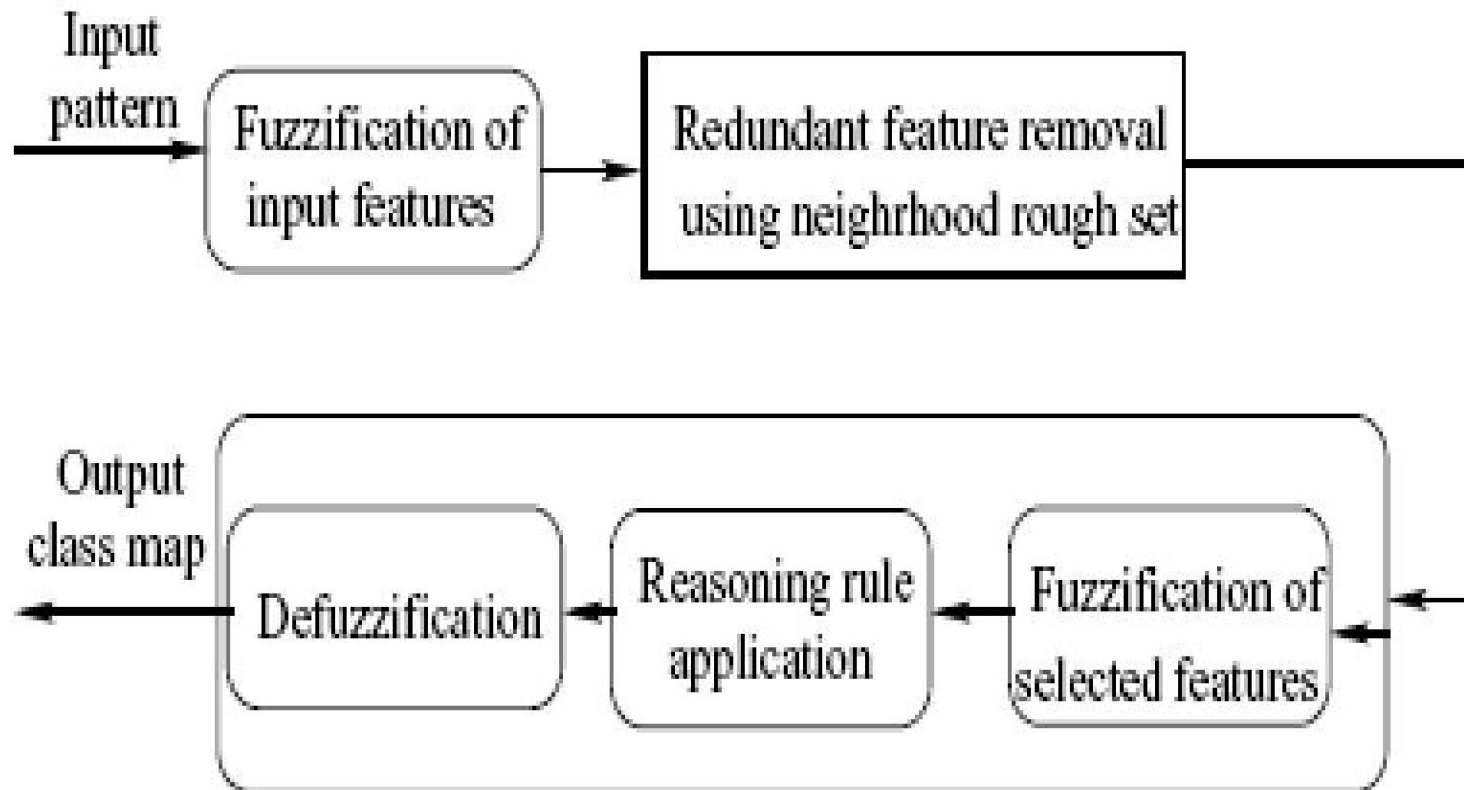 Input
pattern
Fuzzification of
input features
Redundant feature removal
using neighrhood rough set
Fuzzification of
selected features
Reasoning rule
application
Defuzzification
Output
class map